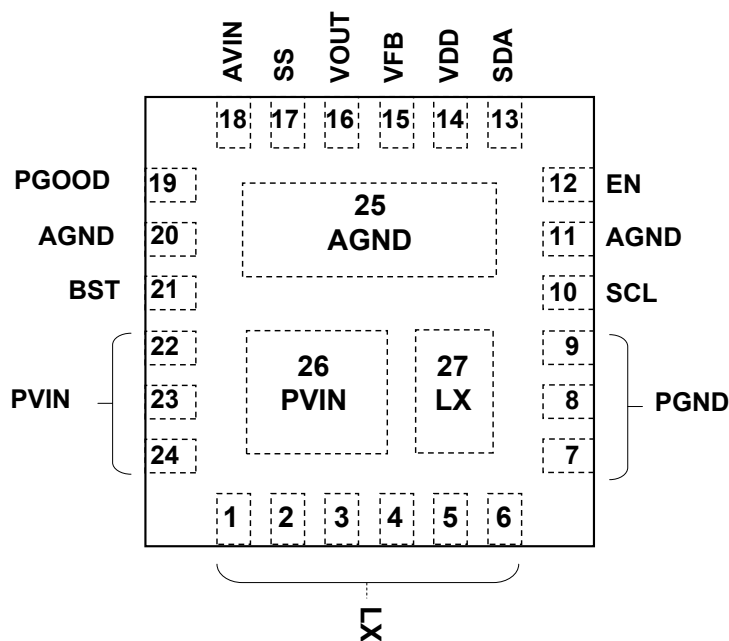 AVIN SS VOUT VFB VDD SDA
18 17 16 15 14 13
PGOOD 19 12 EN
25
AGND
AGND 20 11 AGND
BST 21 10 SCL
22 9
26
PVIN
27
LX
PVIN 23 8 PGND
24 7
1 2 3 4 5 6
LX